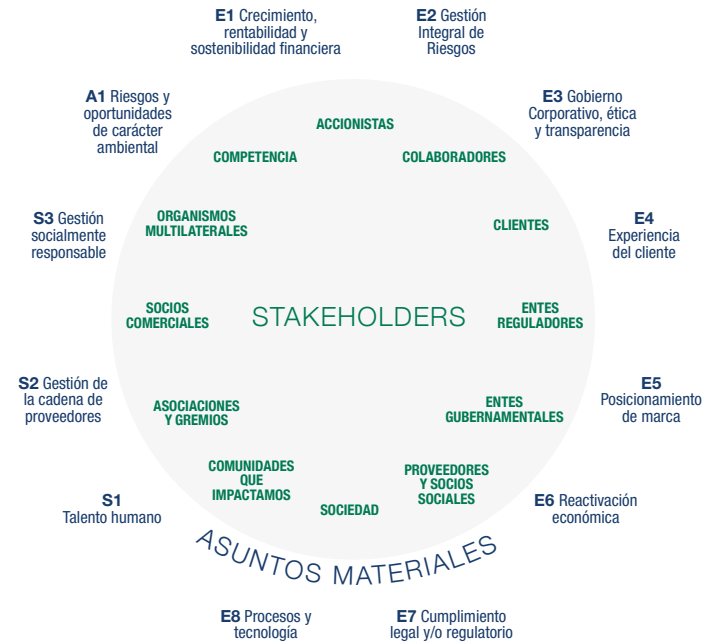 E1 Crecimiento,
rentabilidad y
sostenibilidad financiera
E2 Gestión
Integral de
Riesgos
A1 Riesgos y
oportunidades
de carácter
ambiental
E3 Gobierno
Corporativo, ética
y transparencia
ACCIONISTAS
COMPETENCIA
COLABORADORES
S3 Gestión
socialmente
responsable
ORGANISMOS
MULTILATERALES
CLIENTES
E4
Experiencia
del cliente
SOCIOS
COMERCIALES
STAKEHOLDERS
ENTES
REGULADORES
S2 Gestión de
la cadena de
proveedores
ASOCIACIONES
Y GREMIOS
ENTES
GUBERNAMENTALES
E5
Posicionamiento
de marca
COMUNIDADES
QUE
IMPACTAMOS
SOCIEDAD
PROVEEDORES
Y SOCIOS
SOCIALES
S1
Talento humano
E6 Reactivación
económica
ASUNTOS MATERIALES
E8 Procesos y
tecnología
E7 Cumplimiento
legal y/o regulatorio